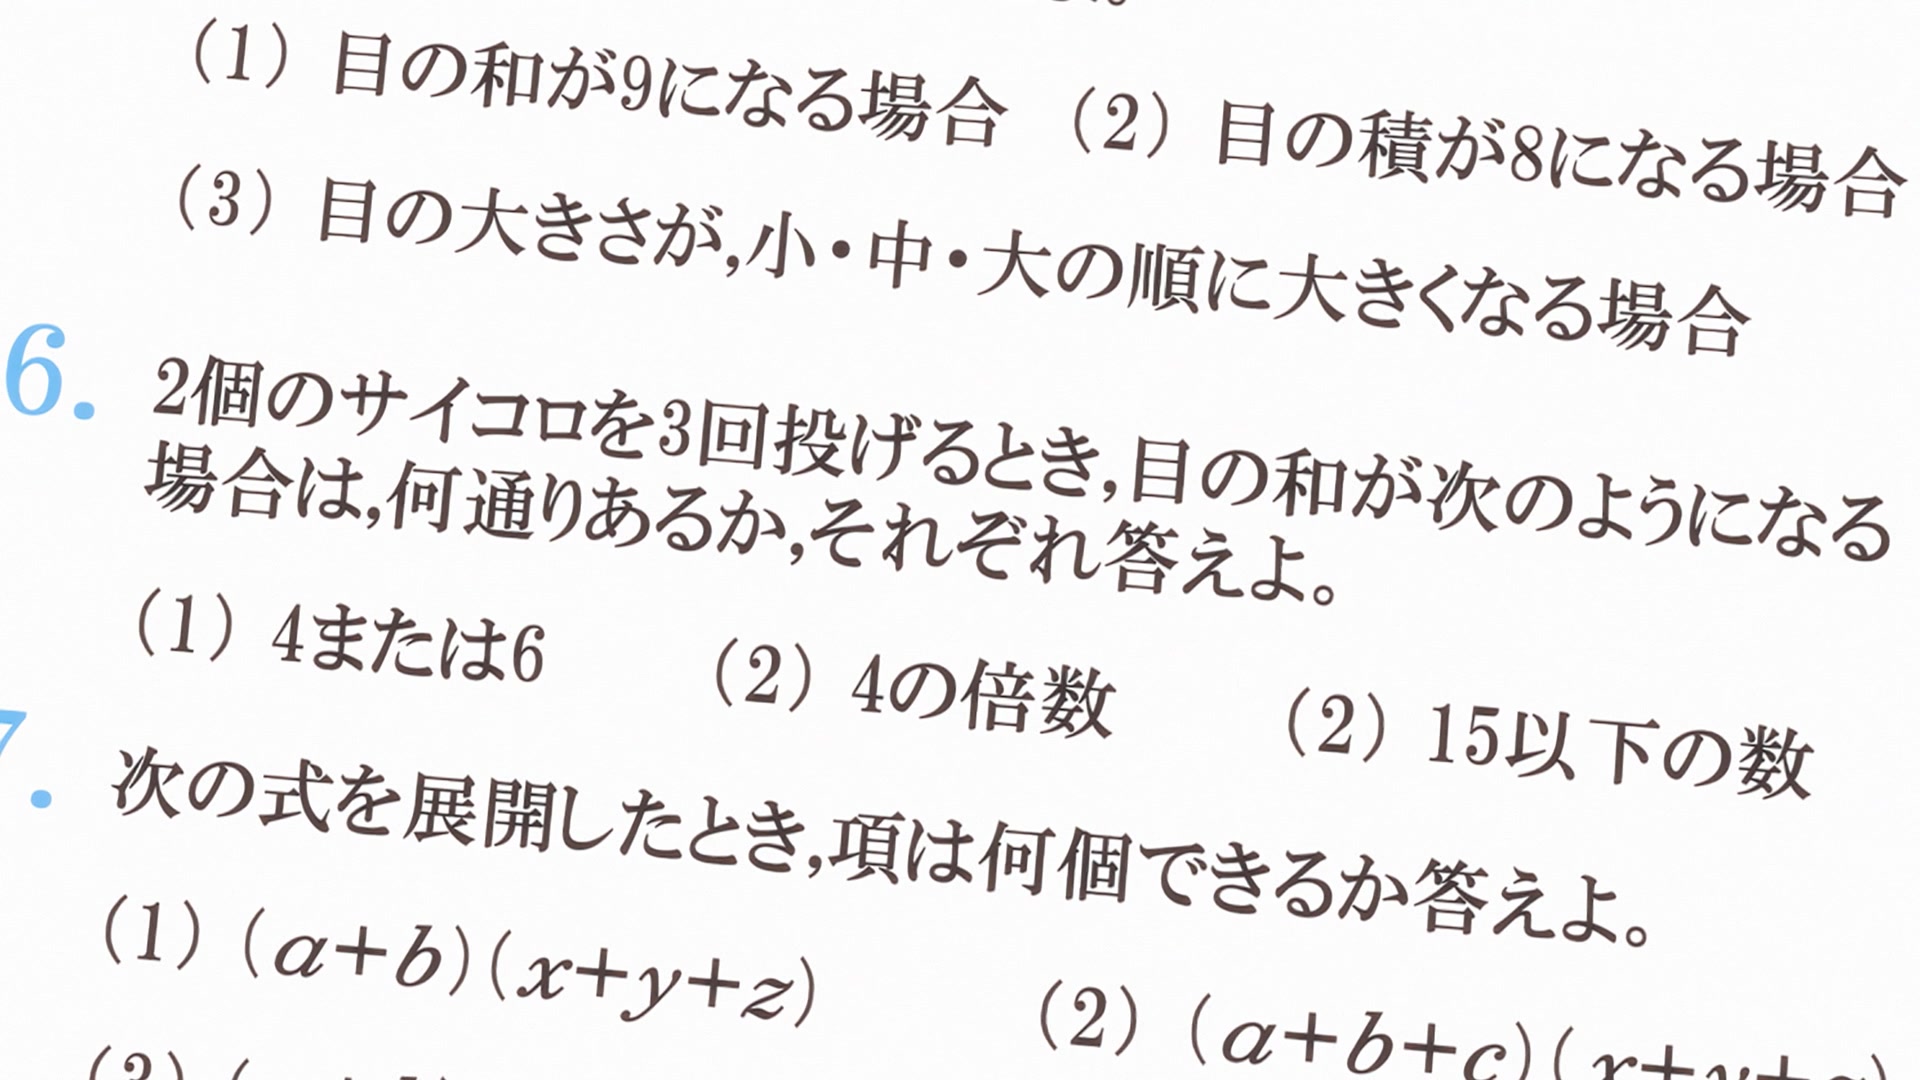 (1) 目の和が9になる場合 (2) 目の積が8になる場合
(3) 目の大きさが,小・中・大の順に大きくなる場合
6. 2個のサイコロを3回投げるとき,目の和が次のようになる
場合は,何通りあるか,それぞれ答えよ。
(1) 4または6 (2) 4の倍数 (2) 15以下の数
7. 次の式を展開したとき,項は何個できるか答えよ。
(1) (a+b)(x+y+z) (2) (a+b+c)(x+y+z)
(3)